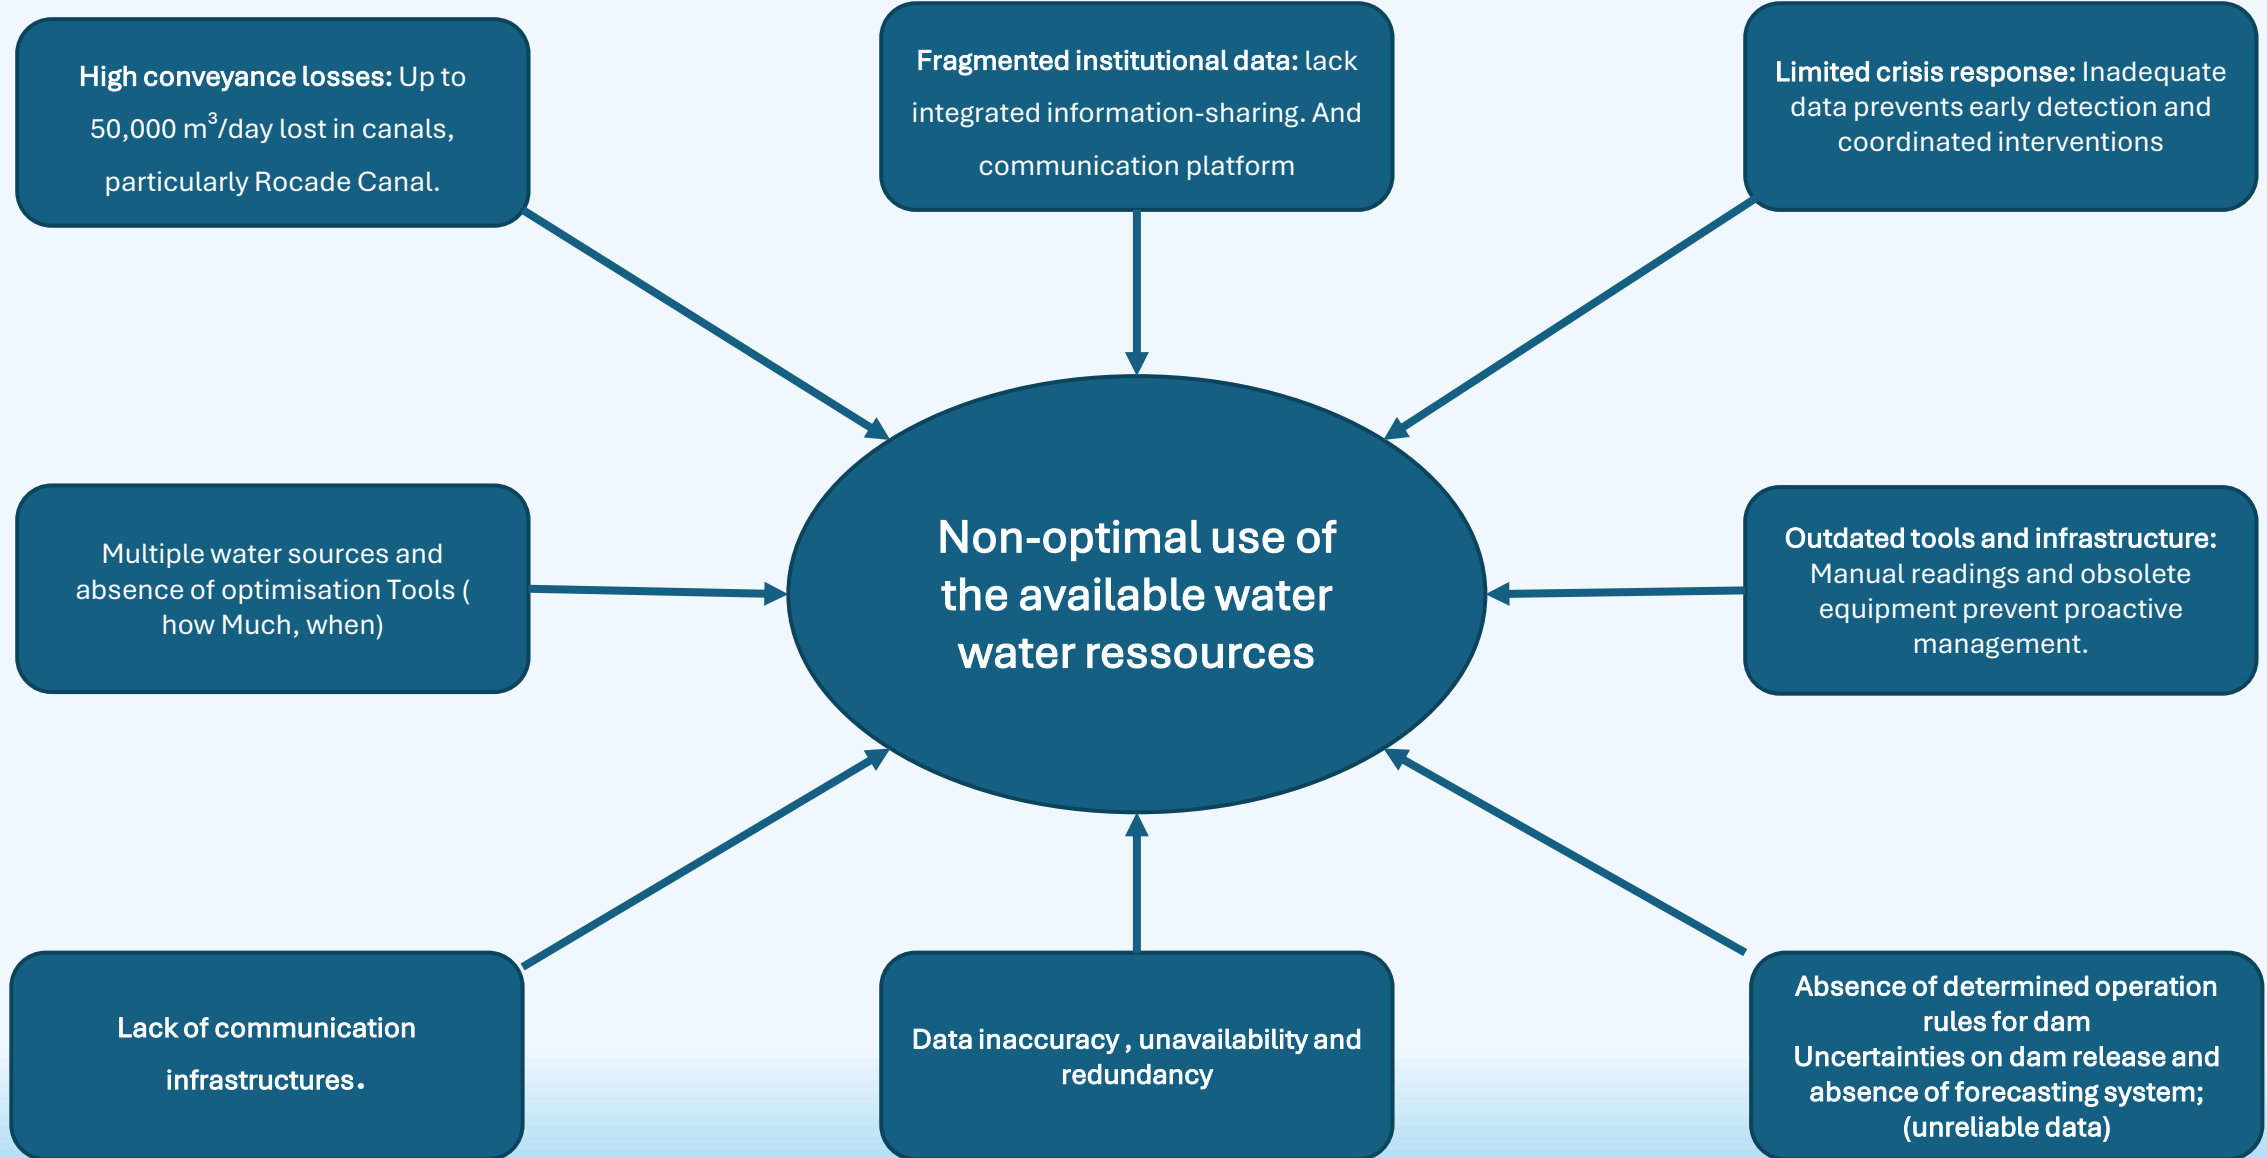 High conveyance losses: Up to
50,000 m³/day lost in canals,
particularly Rocade Canal.
Fragmented institutional data: lack
integrated information-sharing. And
communication platform
Limited crisis response: Inadequate
data prevents early detection and
coordinated interventions
Multiple water sources and
absence of optimisation Tools (
how Much, when)
Non-optimal use of
the available water
water ressources
Outdated tools and infrastructure:
Manual readings and obsolete
equipment prevent proactive
management.
Lack of communication
infrastructures.
Data inaccuracy , unavailability and
redundancy
Absence of determined operation
rules for dam
Uncertainties on dam release and
absence of forecasting system;
(unreliable data)